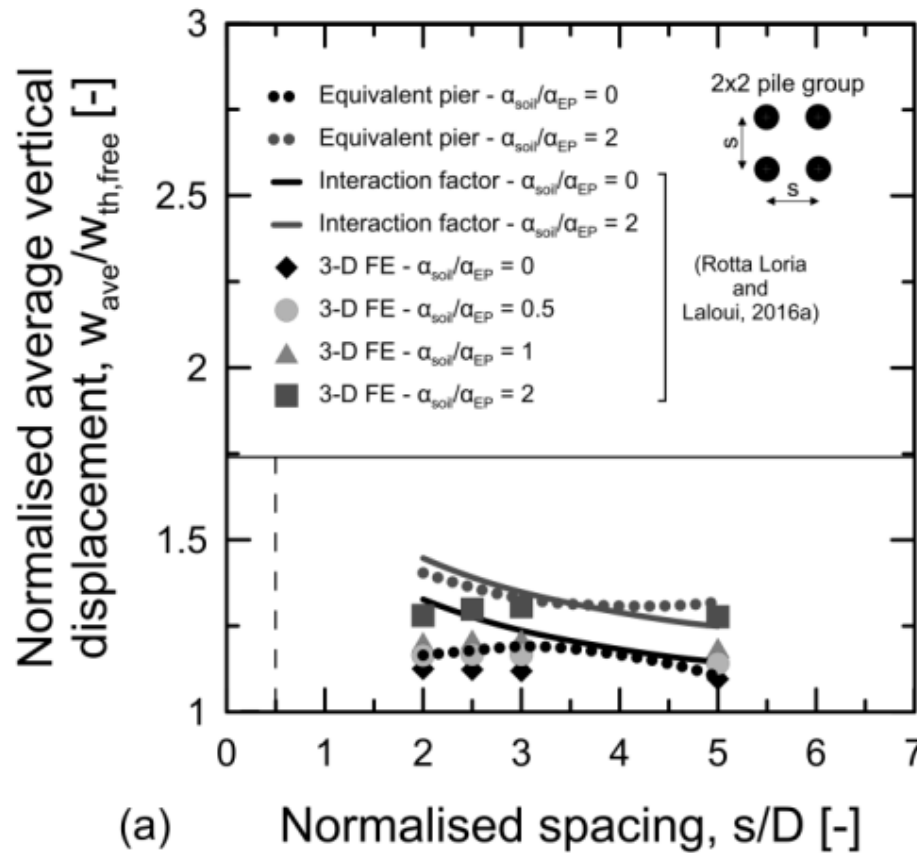 Normalised average vertical
displacement, w_ave/w_th,free [-]
3
2.5
2
1.5
1
Equivalent pier - α_soil/α_EP = 0
Equivalent pier - α_soil/α_EP = 2
Interaction factor - α_soil/α_EP = 0
Interaction factor - α_soil/α_EP = 2
3-D FE - α_soil/α_EP = 0
3-D FE - α_soil/α_EP = 0.5
3-D FE - α_soil/α_EP = 1
3-D FE - α_soil/α_EP = 2
2x2 pile group
s
s
(Rotta Loria
and
Laloui, 2016a)
0 1 2 3 4 5 6 7
(a) Normalised spacing, s/D [-]